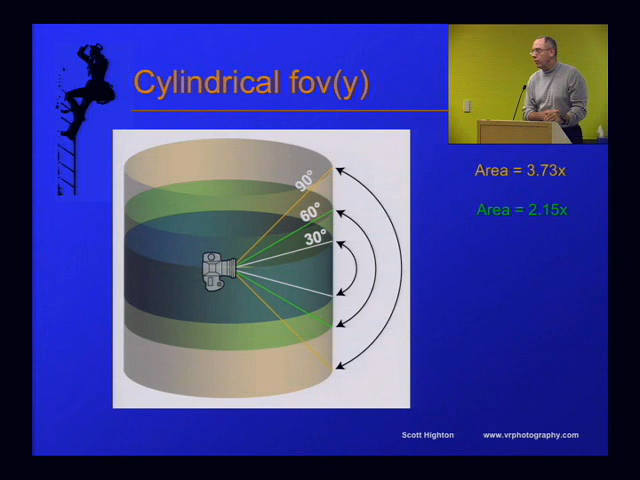 Cylindrical fov(y)
90°
60°
30°
Area = 3.73x
Area = 2.15x
Scott Highton www.vrphotography.com